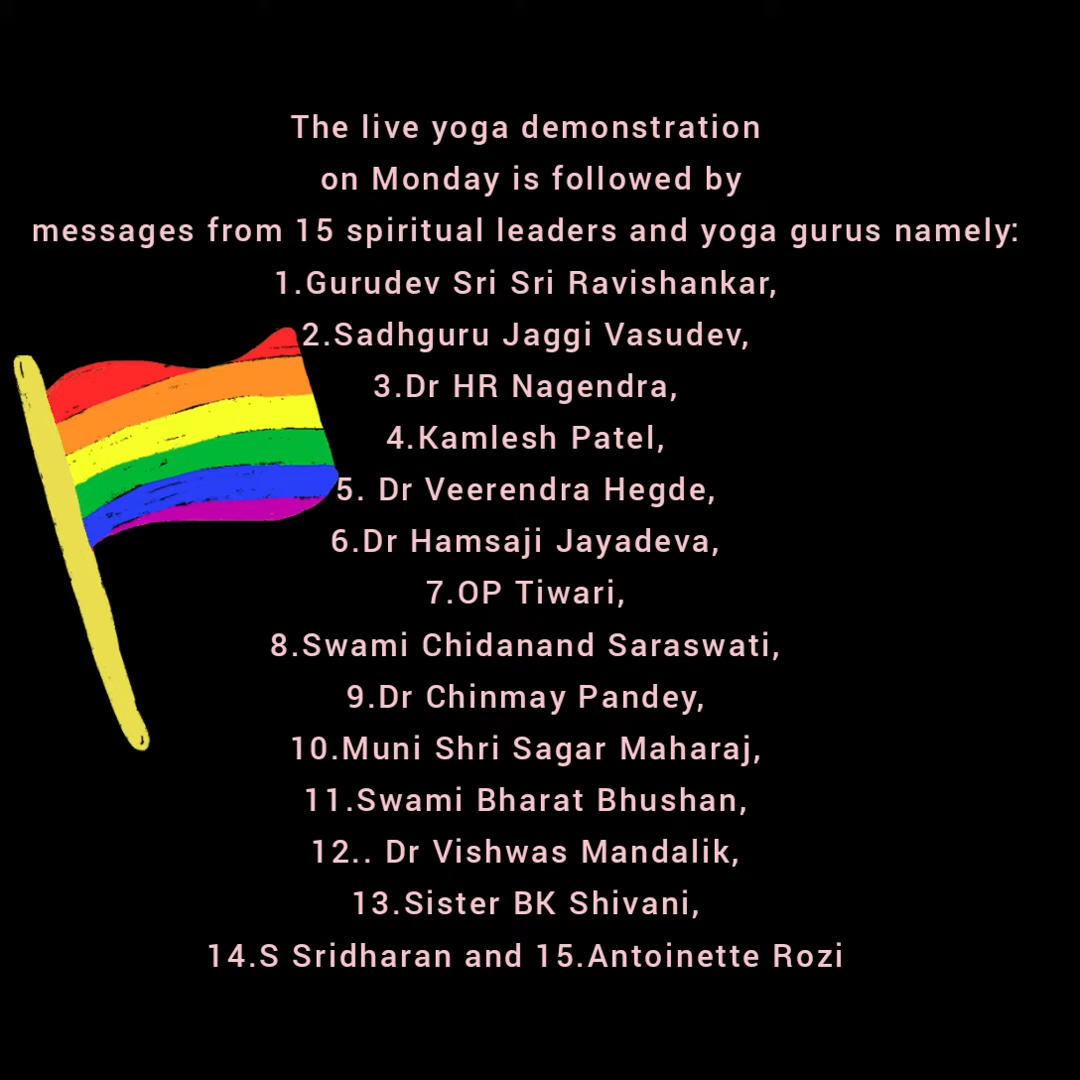 The live yoga demonstration
on Monday is followed by
messages from 15 spiritual leaders and yoga gurus namely:
1.Gurudev Sri Sri Ravishankar,
2.Sadhguru Jaggi Vasudev,
3.Dr HR Nagendra,
4.Kamlesh Patel,
5. Dr Veerendra Hegde,
6.Dr Hamsaji Jayadeva,
7.OP Tiwari,
8.Swami Chidanand Saraswati,
9.Dr Chinmay Pandey,
10.Muni Shri Sagar Maharaj,
11.Swami Bharat Bhushan,
12.. Dr Vishwas Mandalik,
13.Sister BK Shivani,
14.S Sridharan and 15.Antoinette Rozi